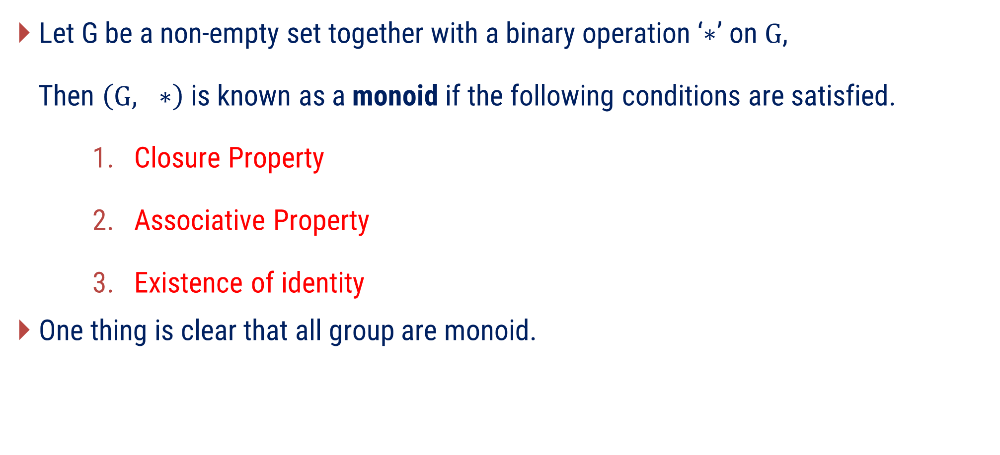 Let G be a non-empty set together with a binary operation ‘∗’ on G,
Then (G, ∗) is known as a monoid if the following conditions are satisfied.
1. Closure Property
2. Associative Property
3. Existence of identity
One thing is clear that all group are monoid.